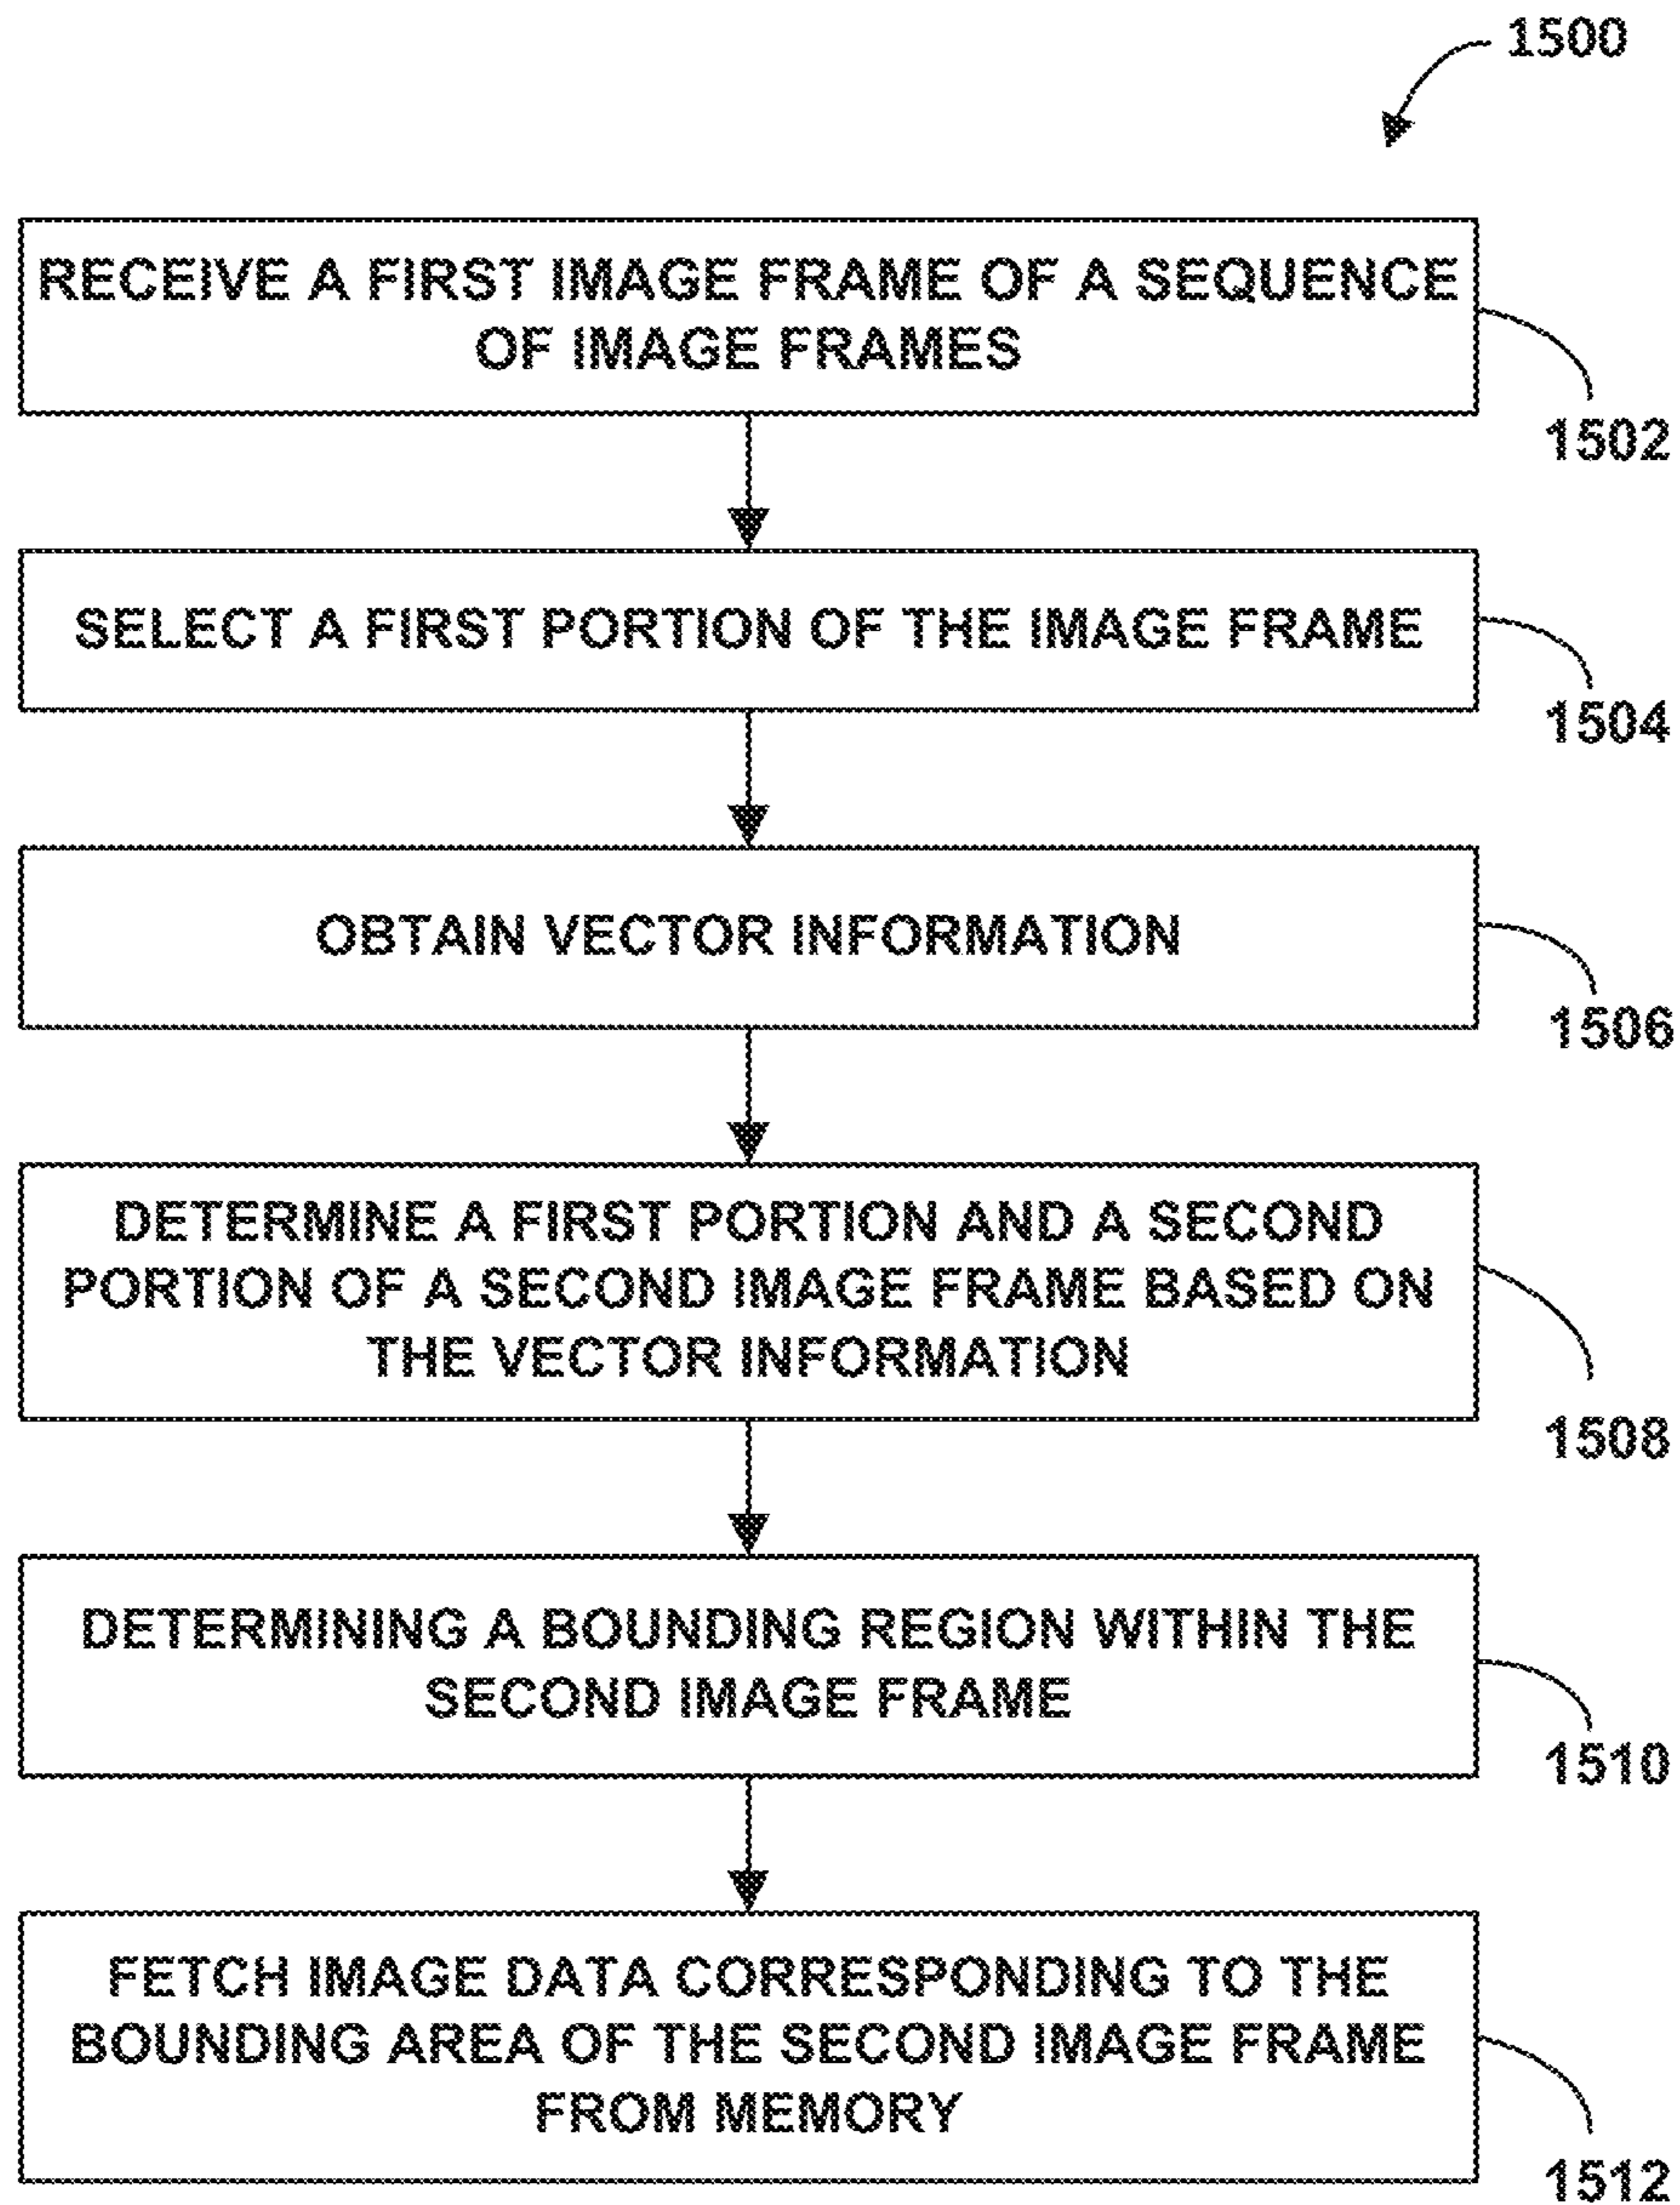 1500
RECEIVE A FIRST IMAGE FRAME OF A SEQUENCE
OF IMAGE FRAMES
1502
SELECT A FIRST PORTION OF THE IMAGE FRAME
1504
OBTAIN VECTOR INFORMATION
1506
DETERMINE A FIRST PORTION AND A SECOND
PORTION OF A SECOND IMAGE FRAME BASED ON
THE VECTOR INFORMATION
1508
DETERMINING A BOUNDING REGION WITHIN THE
SECOND IMAGE FRAME
1510
FETCH IMAGE DATA CORRESPONDING TO THE
BOUNDING AREA OF THE SECOND IMAGE FRAME
FROM MEMORY
1512